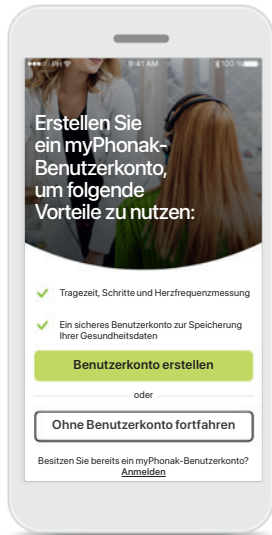 PH 9:41 AM 100 %
Erstellen Sie
ein myPhonak-
Benutzerkonto,
um folgende
Vorteile zu nutzen:
Tragezeit, Schritte und Herzfrequenzmessung
Ein sicheres Benutzerkonto zur Speicherung
Ihrer Gesundheitsdaten
Benutzerkonto erstellen
oder
Ohne Benutzerkonto fortfahren
Besitzen Sie bereits ein myPhonak-Benutzerkonto?
Anmelden